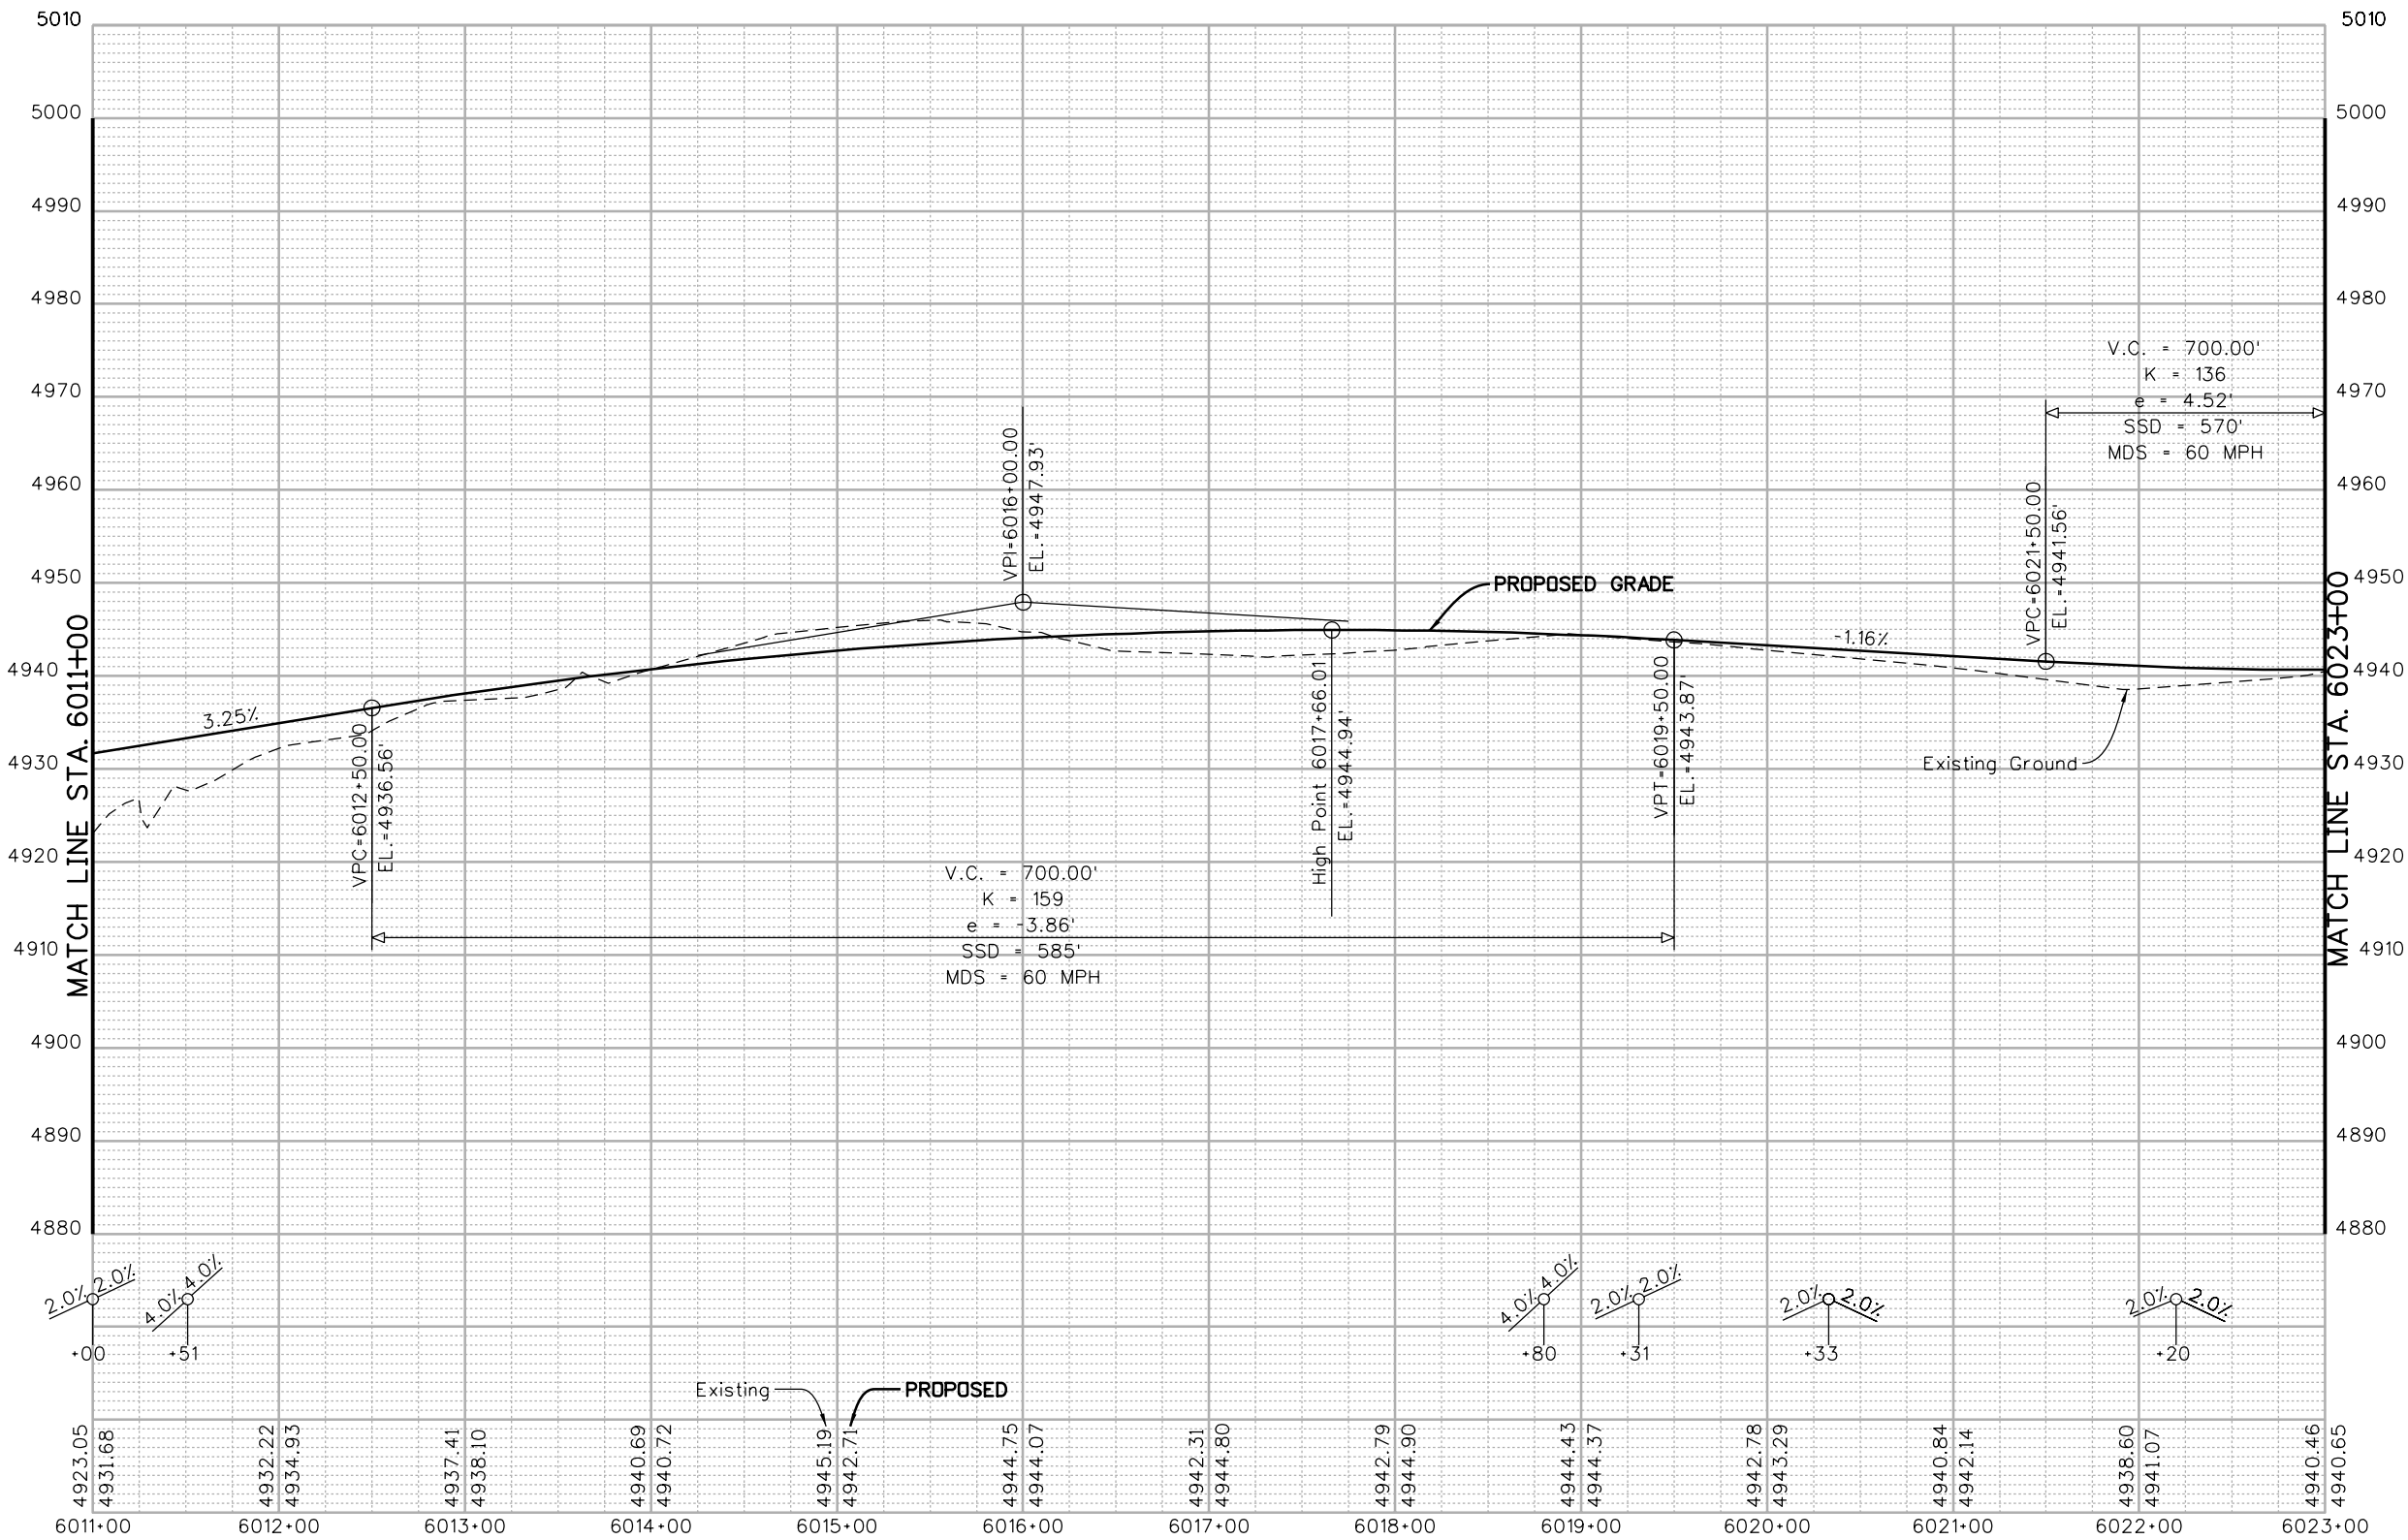 5010 5010
5000 5000
4990 4990
4980 4980
4970 4970
4960 4960
4950 4950
4940 4940
4930 4930
4920 4920
4910 4910
4900 4900
4890 4890
4880 4880
MATCH LINE STA. 6011+00
MATCH LINE STA. 6023+00
V.C. = 700.00'
K = 136
e = 4.52'
SSD = 570'
MDS = 60 MPH
3.25%
VPC=6012+50.00
EL.=4936.56'
VPI=6016+00.00
EL.=4947.93'
High Point 6017+66.01
EL.=4944.94'
PROPOSED GRADE
VPT=6019+50.00
EL.=4943.87'
-1.16%
VPC=6021+50.00
EL.=4941.56'
Existing Ground
V.C. = 700.00'
K = 159
e = -3.86'
SSD = 585'
MDS = 60 MPH
2.0% 2.0%
+00
4.0% 4.0%
+51
4.0% 4.0%
+80
2.0% 2.0%
+31
2.0% 2.0%
+33
2.0% 2.0%
+20
Existing
PROPOSED
4923.05
4931.68
4932.22
4934.93
4937.41
4938.10
4940.69
4940.72
4945.19
4942.71
4944.75
4944.07
4942.31
4944.80
4942.79
4944.90
4944.43
4944.37
4942.78
4943.29
4940.84
4942.14
4938.60
4941.07
4940.46
4940.65
6011+00 6012+00 6013+00 6014+00 6015+00 6016+00 6017+00 6018+00 6019+00 6020+00 6021+00 6022+00 6023+00